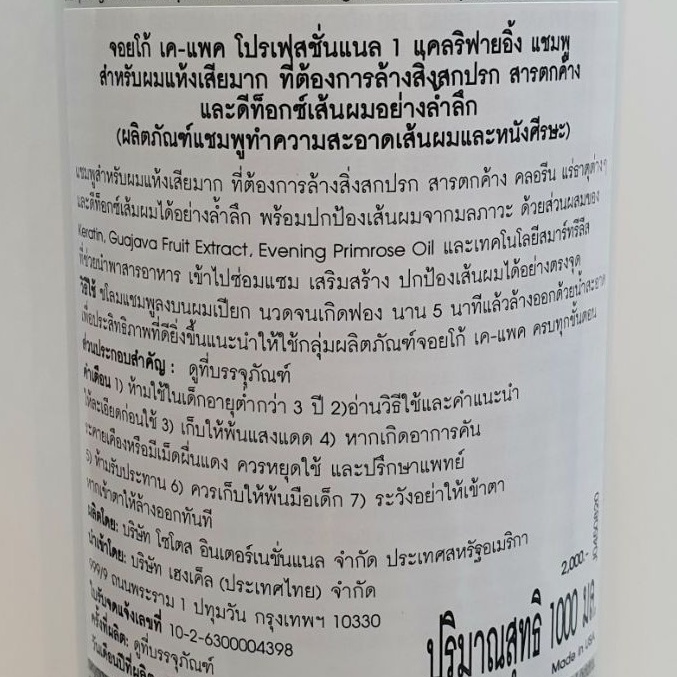 จอยโก้ เค-แพค โปรเฟสชั่นแนล 1 แคลริฟายอิ้ง แชมพู
สำหรับผมแห้งเสียมาก ที่ต้องการล้างสิ่งสกปรก สารตกค้าง
และดีท็อกซ์เส้นผมอย่างล้ำลึก
(ผลิตภัณฑ์แชมพูทำความสะอาดเส้นผมและหนังศีรษะ)
แชมพูสำหรับผมแห้งเสียมาก ที่ต้องการล้างสิ่งสกปรก สารตกค้าง คลอรีน แร่ธาตุต่างๆ
และดีท็อกซ์เส้นผมได้อย่างล้ำลึก พร้อมปกป้องเส้นผมจากมลภาวะ ด้วยส่วนผสมของ
Keratin, Guajava Fruit Extract, Evening Primrose Oil และเทคโนโลยีสมาร์ทรีลีส
ที่ช่วยนำพาสารอาหาร เข้าไปซ่อมแซม เสริมสร้าง ปกป้องเส้นผมได้อย่างตรงจุด
วิธีใช้ ชโลมแชมพูลงบนผมเปียก นวดจนเกิดฟอง นาน 5 นาทีแล้วล้างออกด้วยน้ำสะอาด
เพื่อประสิทธิภาพที่ดียิ่งขึ้นแนะนำให้ใช้กลุ่มผลิตภัณฑ์จอยโก้ เค-แพค ครบทุกขั้นตอน
ส่วนประกอบสำคัญ : ดูที่บรรจุภัณฑ์
คำเตือน 1) ห้ามใช้ในเด็กอายุต่ำกว่า 3 ปี 2)อ่านวิธีใช้และคำแนะนำ
ให้ละเอียดก่อนใช้ 3) เก็บให้พ้นแสงแดด 4) หากเกิดอาการคัน
ระคายเคืองหรือมีเม็ดผื่นแดง ควรหยุดใช้ และปรึกษาแพทย์
5) ห้ามรับประทาน 6) ควรเก็บให้พ้นมือเด็ก 7) ระวังอย่าให้เข้าตา
หากเข้าตาให้ล้างออกทันที
ผลิตโดย: บริษัท โซโตส อินเตอร์เนชั่นแนล จำกัด ประเทศสหรัฐอเมริกา
นำเข้าโดย: บริษัท เฮงเค็ล (ประเทศไทย) จำกัด
999/9 ถนนพระราม 1 ปทุมวัน กรุงเทพฯ 10330
ใบรับจดแจ้งเลขที่ 10-2-6300004398
ครั้งที่ผลิต: ดูที่บรรจุภัณฑ์
วันเดือนปีที่ผลิต
2,000.-
ปริมาณสุทธิ 1000 มล.
Made in USA